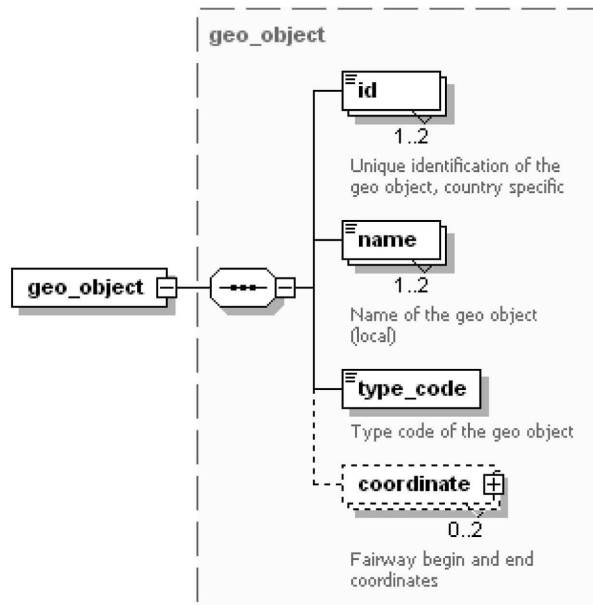 geo_object
id
1..2
Unique identification of the
geo object, country specific
name
1..2
Name of the geo object
(local)
geo_object
type_code
Type code of the geo object
coordinate
0..2
Fairway begin and end
coordinates